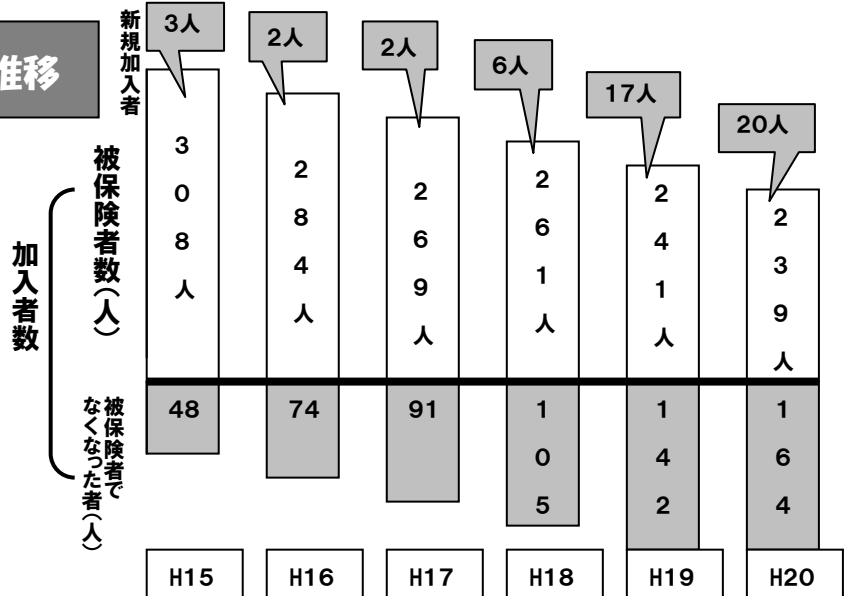 推移
新規加入者
3人
2人
2人
6人
17人
20人
加入者数
被保険者数(人)
308人
284人
269人
261人
241人
239人
被保険者で
なくなった者(人)
48
74
91
105
142
164
H15
H16
H17
H18
H19
H20